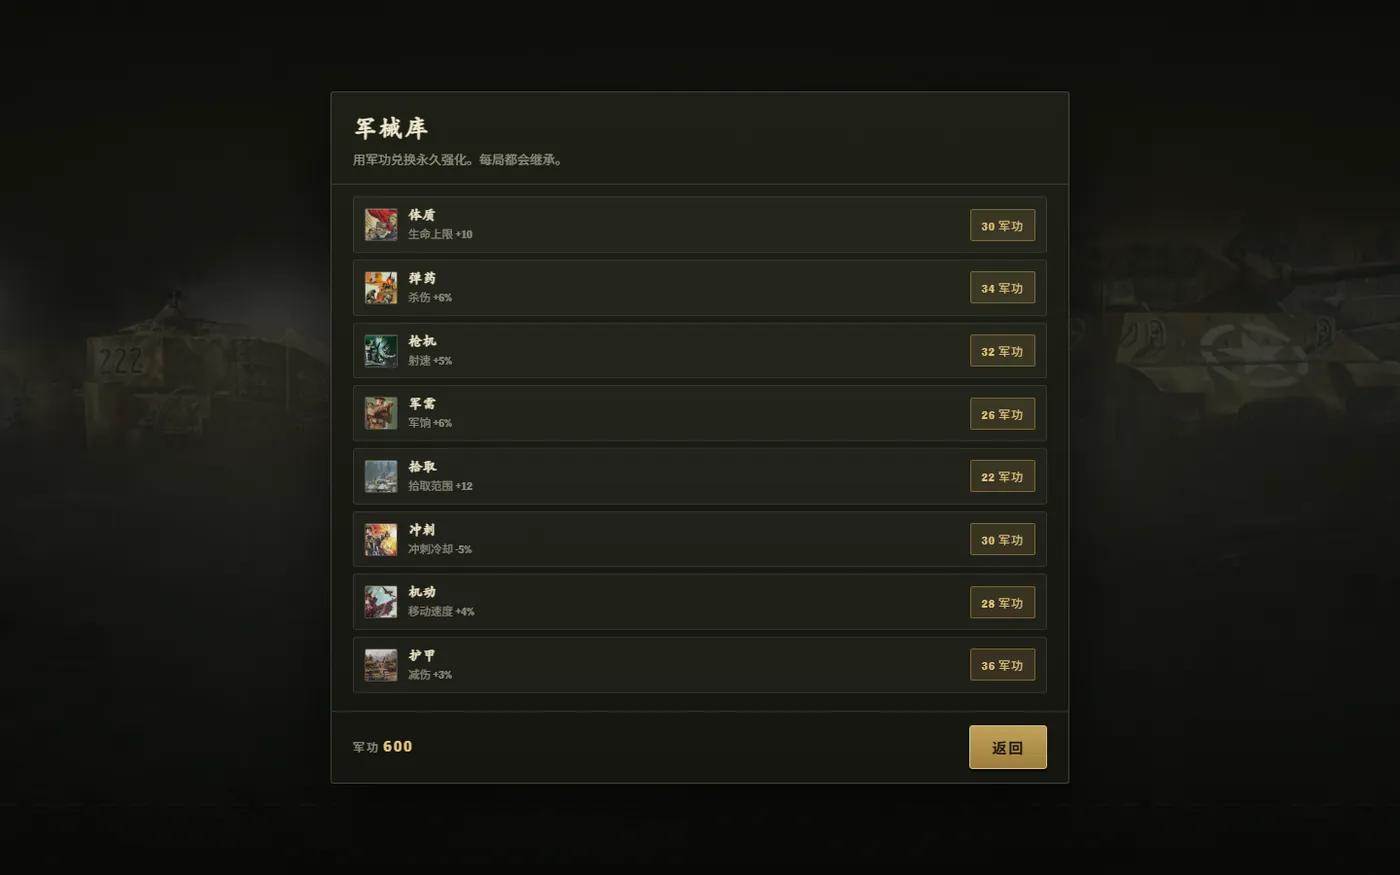 军械库
用军功兑换永久强化。每局都会继承。
体质
生命上限 +10
30 军功
弹药
杀伤 +6%
34 军功
枪机
射速 +5%
32 军功
军需
军饷 +6%
26 军功
拾取
拾取范围 +12
22 军功
冲刺
冲刺冷却 -5%
30 军功
机动
移动速度 +4%
28 军功
护甲
减伤 +3%
36 军功
军功 600
返回
222